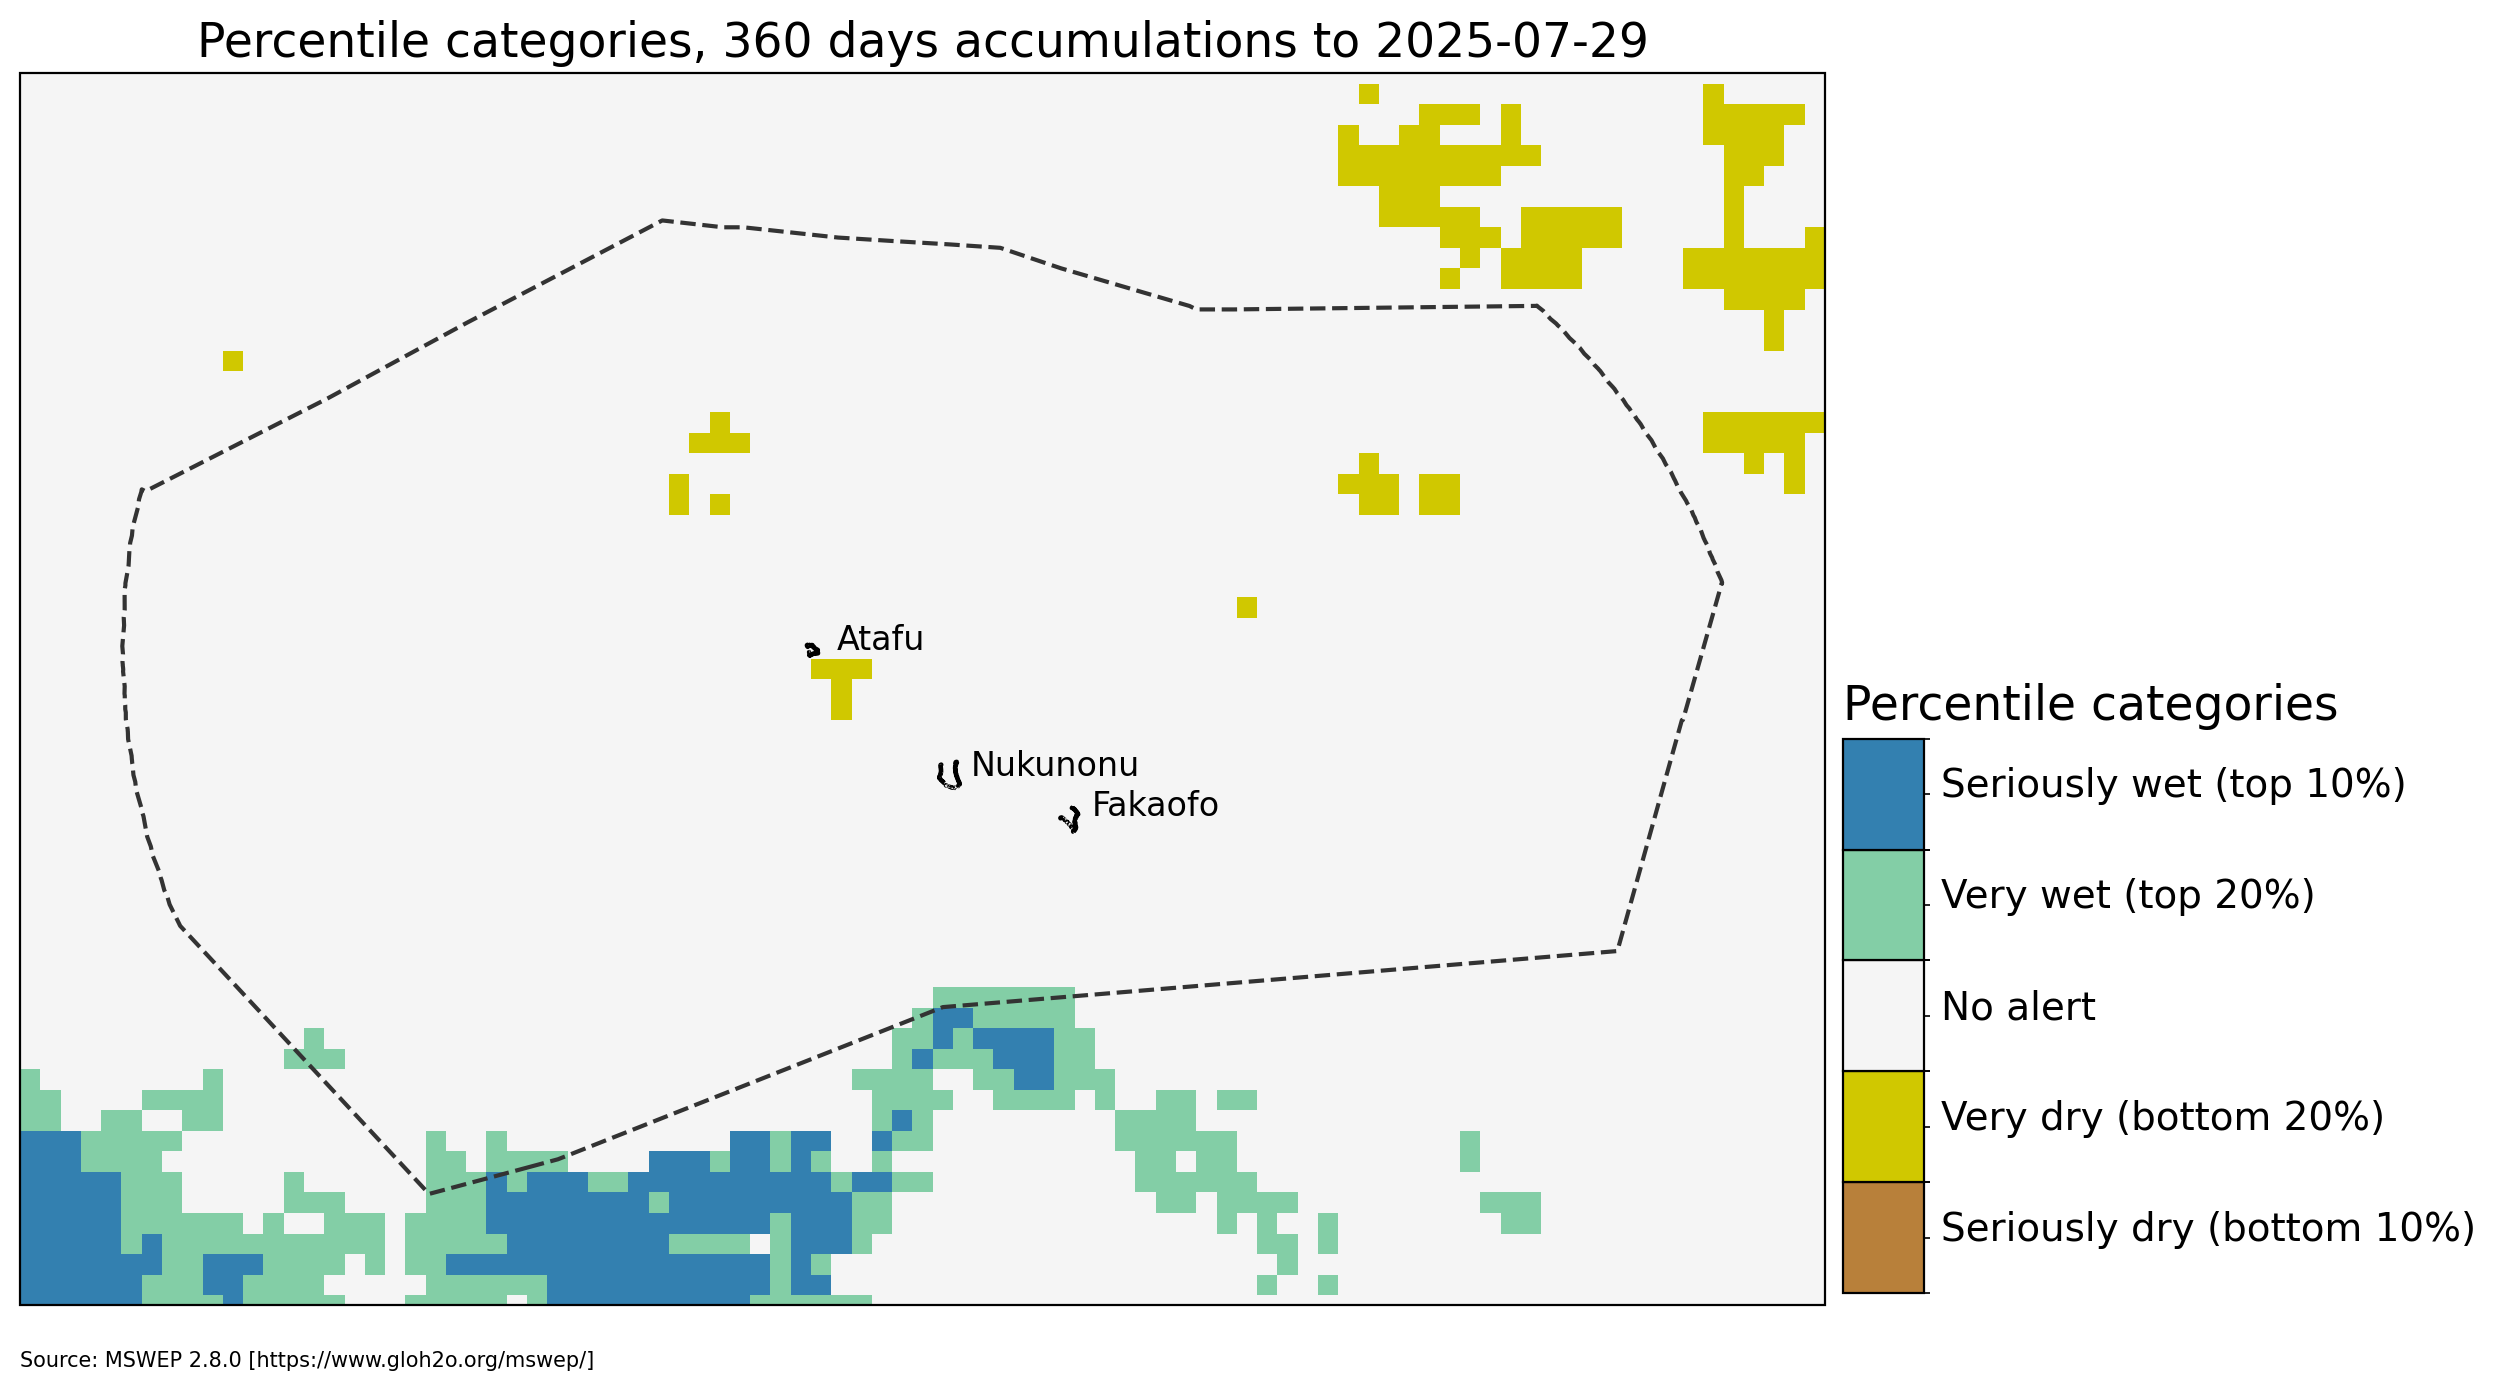 Percentile categories, 360 days accumulations to 2025-07-29
Atafu
Nukunonu
Fakaofo
Percentile categories
Seriously wet (top 10%)
Very wet (top 20%)
No alert
Very dry (bottom 20%)
Seriously dry (bottom 10%)
Source: MSWEP 2.8.0 [https://www.gloh2o.org/mswep/]